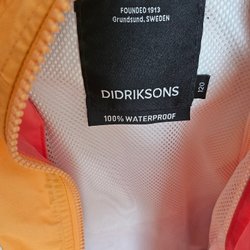 FOUNDED 1913
Grundsund, SWEDEN
DIDRIKSONS
120
100% WATERPROOF